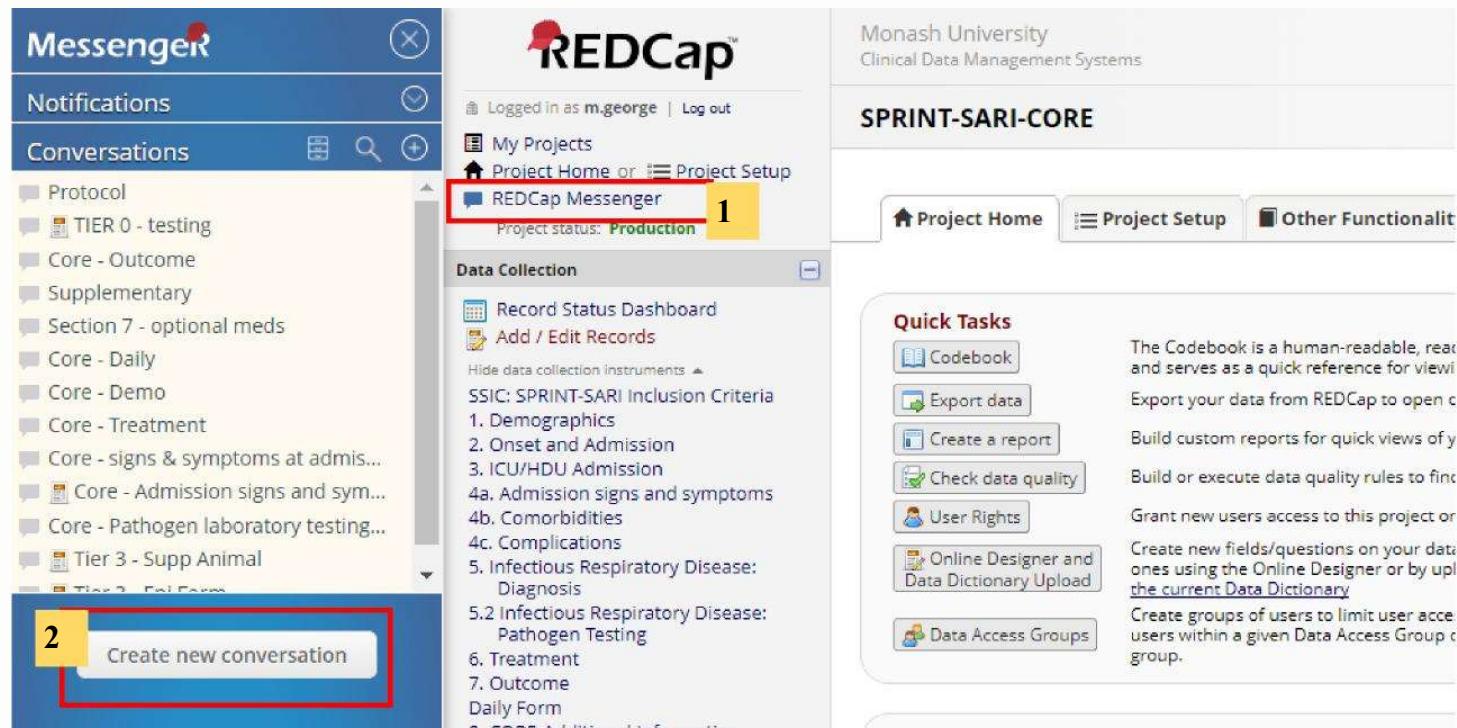 Messenger
Notifications
Conversations
Protocol
TIER 0 - testing
Core - Outcome
Supplementary
Section 7 - optional meds
Core - Daily
Core - Demo
Core - Treatment
Core - signs & symptoms at admis...
Core - Admission signs and sym...
Core - Pathogen laboratory testing...
Tier 3 - Supp Animal
Tier 3 - Epi Form
2
Create new conversation
REDCap™
Logged in as m.george | Log out
My Projects
Project Home or Project Setup
REDCap Messenger
1
Project status: Production
Data Collection
Record Status Dashboard
Add / Edit Records
Hide data collection instruments
SSIC: SPRINT-SARI Inclusion Criteria
1. Demographics
2. Onset and Admission
3. ICU/HDU Admission
4a. Admission signs and symptoms
4b. Comorbidities
4c. Complications
5. Infectious Respiratory Disease:
Diagnosis
5.2 Infectious Respiratory Disease:
Pathogen Testing
6. Treatment
7. Outcome
Daily Form
CORE Additional Information
Monash University
Clinical Data Management Systems
SPRINT-SARI-CORE
Project Home
Project Setup
Other Functionalit
Quick Tasks
Codebook
The Codebook is a human-readable, read
and serves as a quick reference for viewi
Export data
Export your data from REDCap to open c
Create a report
Build custom reports for quick views of y
Check data quality
Build or execute data quality rules to find
User Rights
Grant new users access to this project or
Online Designer and
Data Dictionary Upload
Create new fields/questions on your data
ones using the Online Designer or by upl
the current Data Dictionary
Data Access Groups
Create groups of users to limit user acce
users within a given Data Access Group c
group.